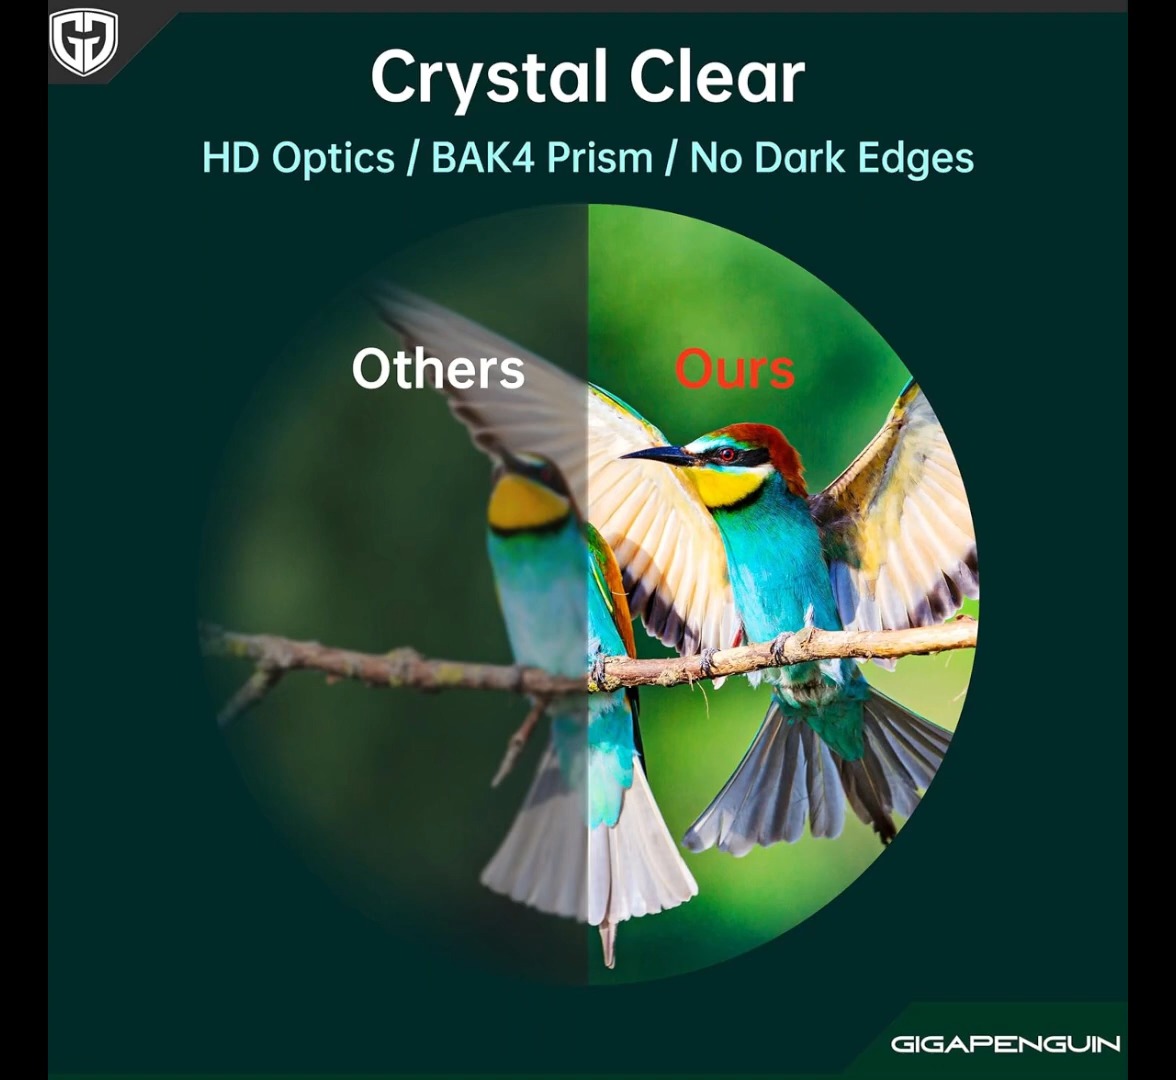 Crystal Clear
HD Optics / BAK4 Prism / No Dark Edges
Others
Ours
GIGAPENGUIN